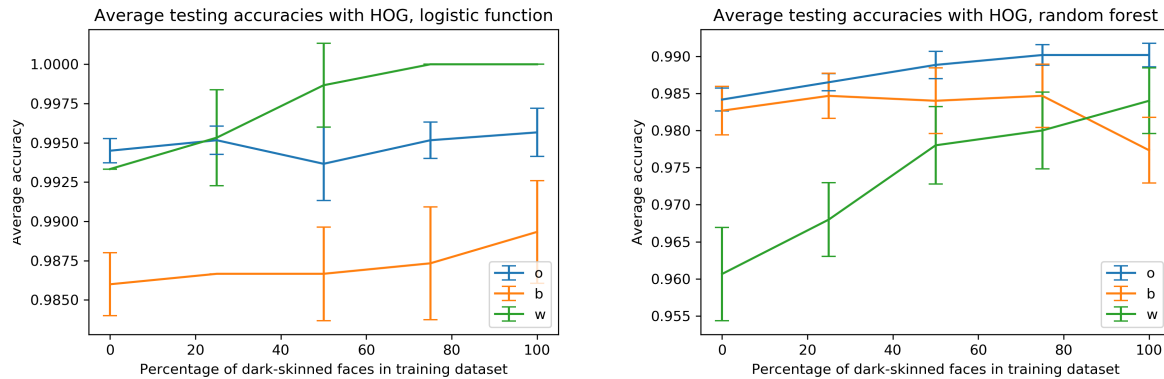 Average testing accuracies with HOG, logistic function
1.0000
0.9975
0.9950
0.9925
0.9900
0.9875
0.9850
Average accuracy
0 20 40 60 80 100
Percentage of dark-skinned faces in training dataset
o
b
w
Average testing accuracies with HOG, random forest
0.990
0.985
0.980
0.975
0.970
0.965
0.960
0.955
Average accuracy
0 20 40 60 80 100
Percentage of dark-skinned faces in training dataset
o
b
w